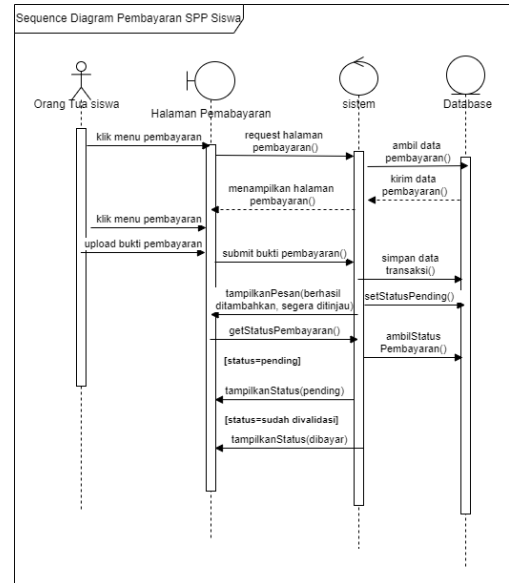 Sequence Diagram Pembayaran SPP Siswa
Orang Tua siswa
Halaman Pemabayaran
sistem
Database
klik menu pembayaran
request halaman
pembayaran()
ambil data
pembayaran()
kirim data
pembayaran()
menampilkan halaman
pembayaran()
klik menu pembayaran
upload bukti pembayaran
submit bukti pembayaran()
simpan data
transaksi()
tampilkanPesan(berhasil
ditambahkan, segera ditinjau)
setStatusPending()
getStatusPembayaran()
ambilStatus
Pembayaran()
[status=pending]
tampilkanStatus(pending)
[status=sudah divalidasi]
tampilkanStatus(dibayar)